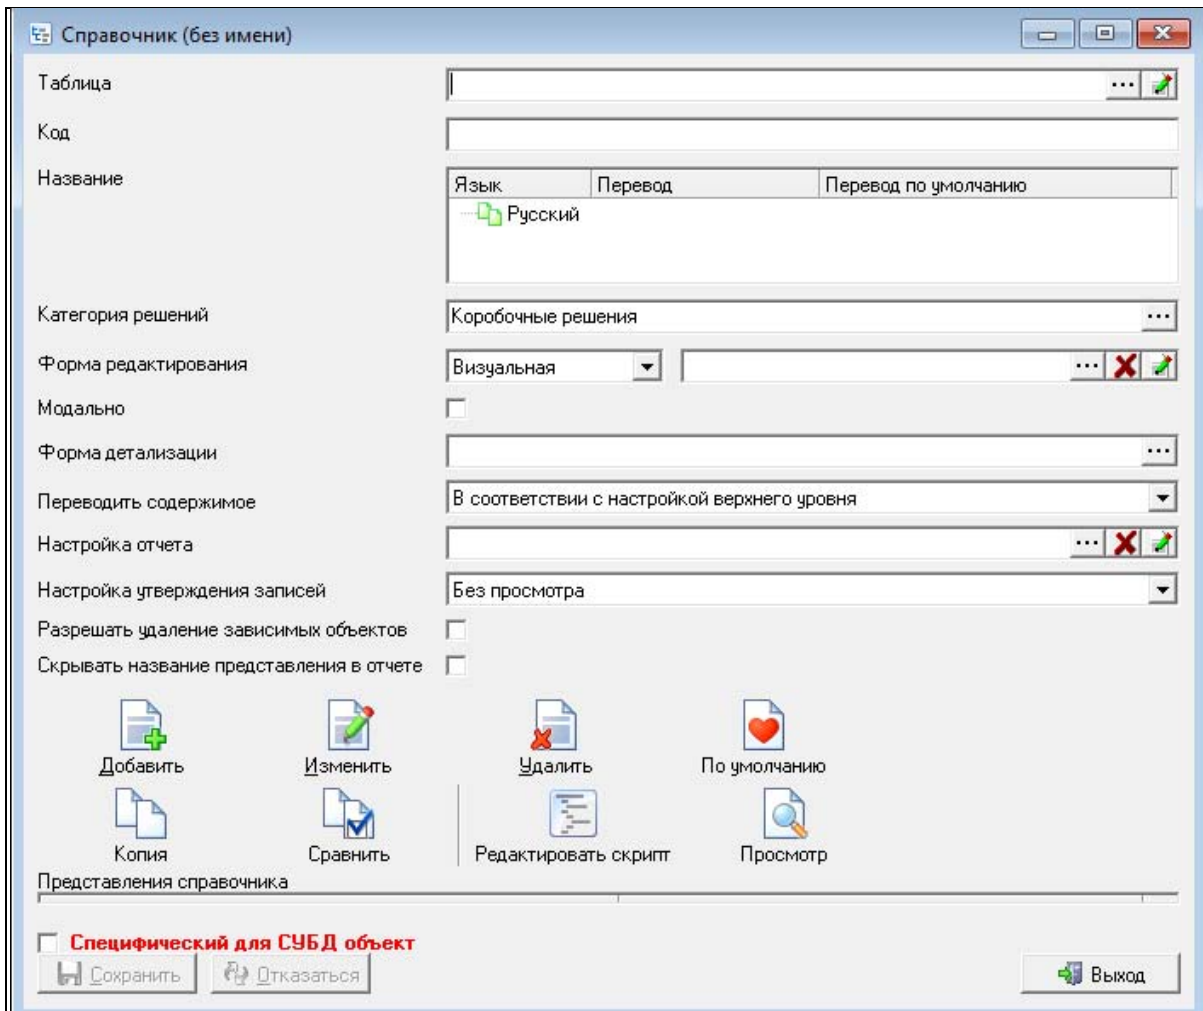 Справочник (без имени)
Таблица
Код
Название
Язык Перевод Перевод по умолчанию
Русский
Категория решений Коробочные решения
Форма редактирования Визуальная
Модально
Форма детализации
Переводить содержимое В соответствии с настройкой верхнего уровня
Настройка отчета
Настройка утверждения записей Без просмотра
Разрешать удаление зависимых объектов
Скрывать название представления в отчете
Добавить Изменить Удалить По умолчанию
Копия Сравнить Редактировать скрипт Просмотр
Представления справочника
Специфический для СУБД объект
Сохранить Отказаться Выход